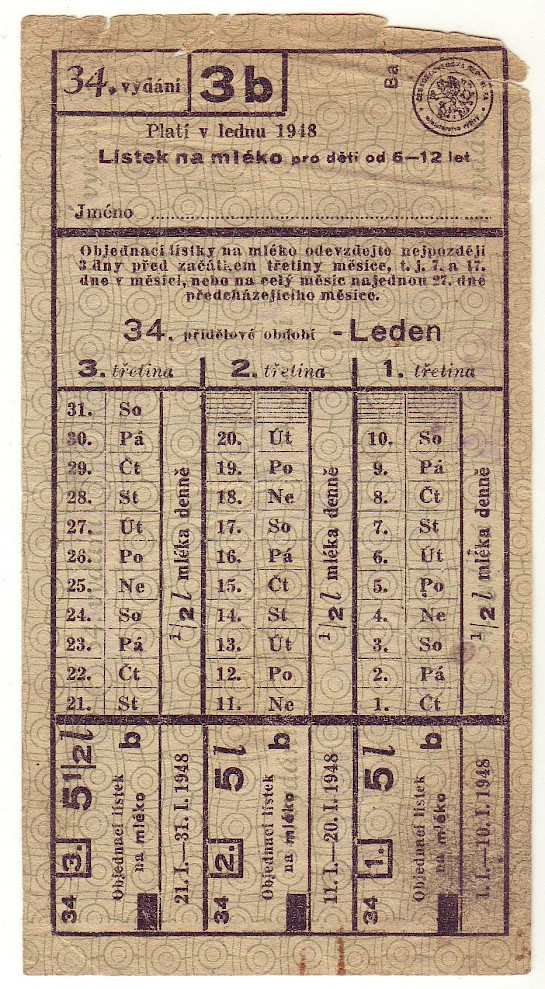 34. vydání 3b
Ba
Platí v lednu 1948
Lístek na mléko pro děti od 6–12 let
Jméno
Objednací lístky na mléko odevzdejte nejpozději
3 dny před začátkem třetiny měsíce, t. j. 7. a 17.
dne v měsíci, nebo na celý měsíc najednou 27. dne
předcházejícího měsíce.
34. přídělové období - Leden
3. třetina 2. třetina 1. třetina
31. So
30. Pá 20. Út 10. So
29. Čt 19. Po 9. Pá
28. St 18. Ne 8. Čt
27. Út 17. So 7. St
26. Po 16. Pá 6. Út
25. Ne 15. Čt 5. Po
24. So 14. St 4. Ne
23. Pá 13. Út 3. So
22. Čt 12. Po 2. Pá
21. St 11. Ne 1. Čt
1/2 l mléka denně
1/2 l mléka denně
1/2 l mléka denně
34 3. 5 1/2 l
Objednací lístek b
na mléko
21. I.—31. I. 1948
34 2. 5 l
Objednací lístek b
na mléko
11. I.—20. I. 1948
34 1. 5 l
Objednací lístek b
na mléko
1. I.—10. I. 1948